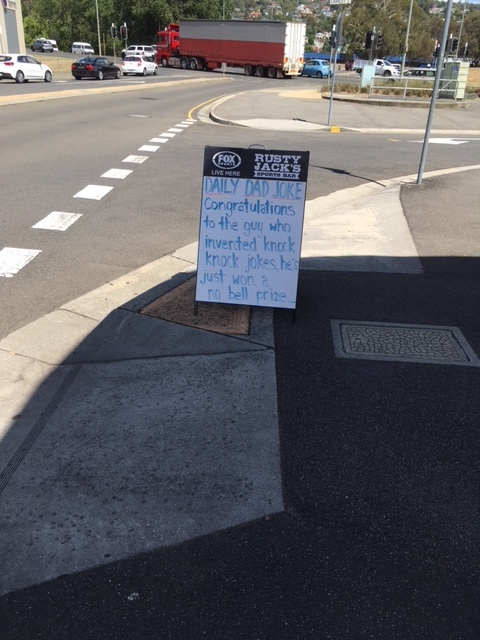 FOX
SPORTS
LIVE HERE
RUSTY
JACK'S
SPORTS BAR
DAILY DAD JOKE
Congratulations
to the guy who
invented knock
knock jokes, he's
just won a
no bell prize...